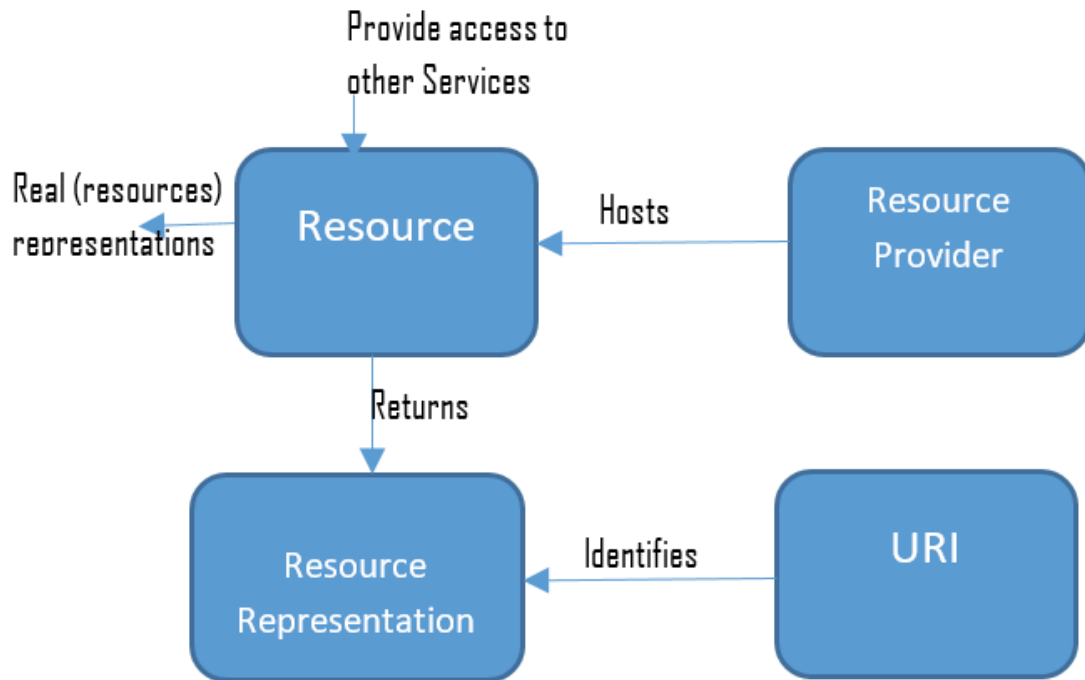 Provide access to
other Services
Real (resources)
representations
Resource
Hosts
Resource
Provider
Returns
Resource
Representation
Identifies
URI